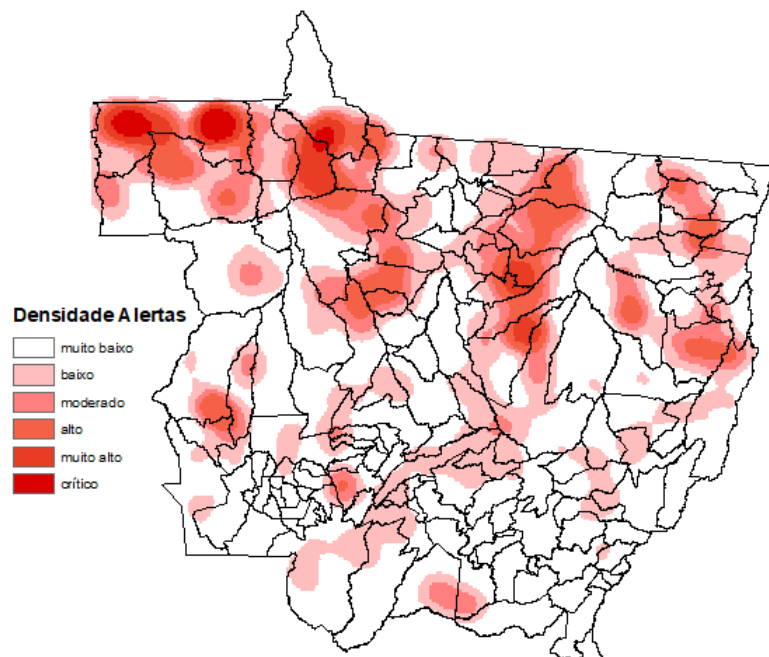 Densidade Alertas
muito baixo
baixo
moderado
alto
muito alto
crítico